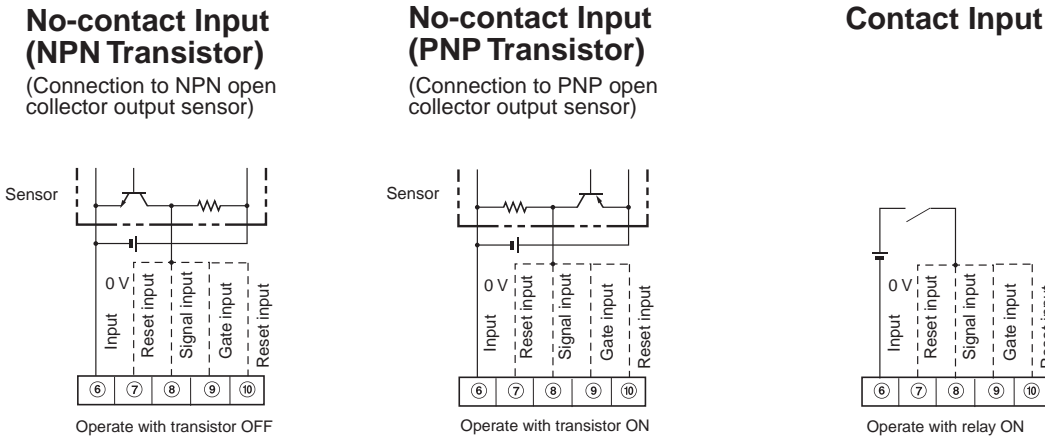 No-contact Input
(NPN Transistor)
(Connection to NPN open
collector output sensor)
Sensor
0 V
Input
Reset input
Signal input
Gate input
Reset input
⑥ ⑦ ⑧ ⑨ ⑩
Operate with transistor OFF
No-contact Input
(PNP Transistor)
(Connection to PNP open
collector output sensor)
Sensor
0 V
Input
Reset input
Signal input
Gate input
Reset input
⑥ ⑦ ⑧ ⑨ ⑩
Operate with transistor ON
Contact Input
0 V
Input
Reset input
Signal input
Gate input
⑥ ⑦ ⑧ ⑨ ⑩
Operate with relay ON